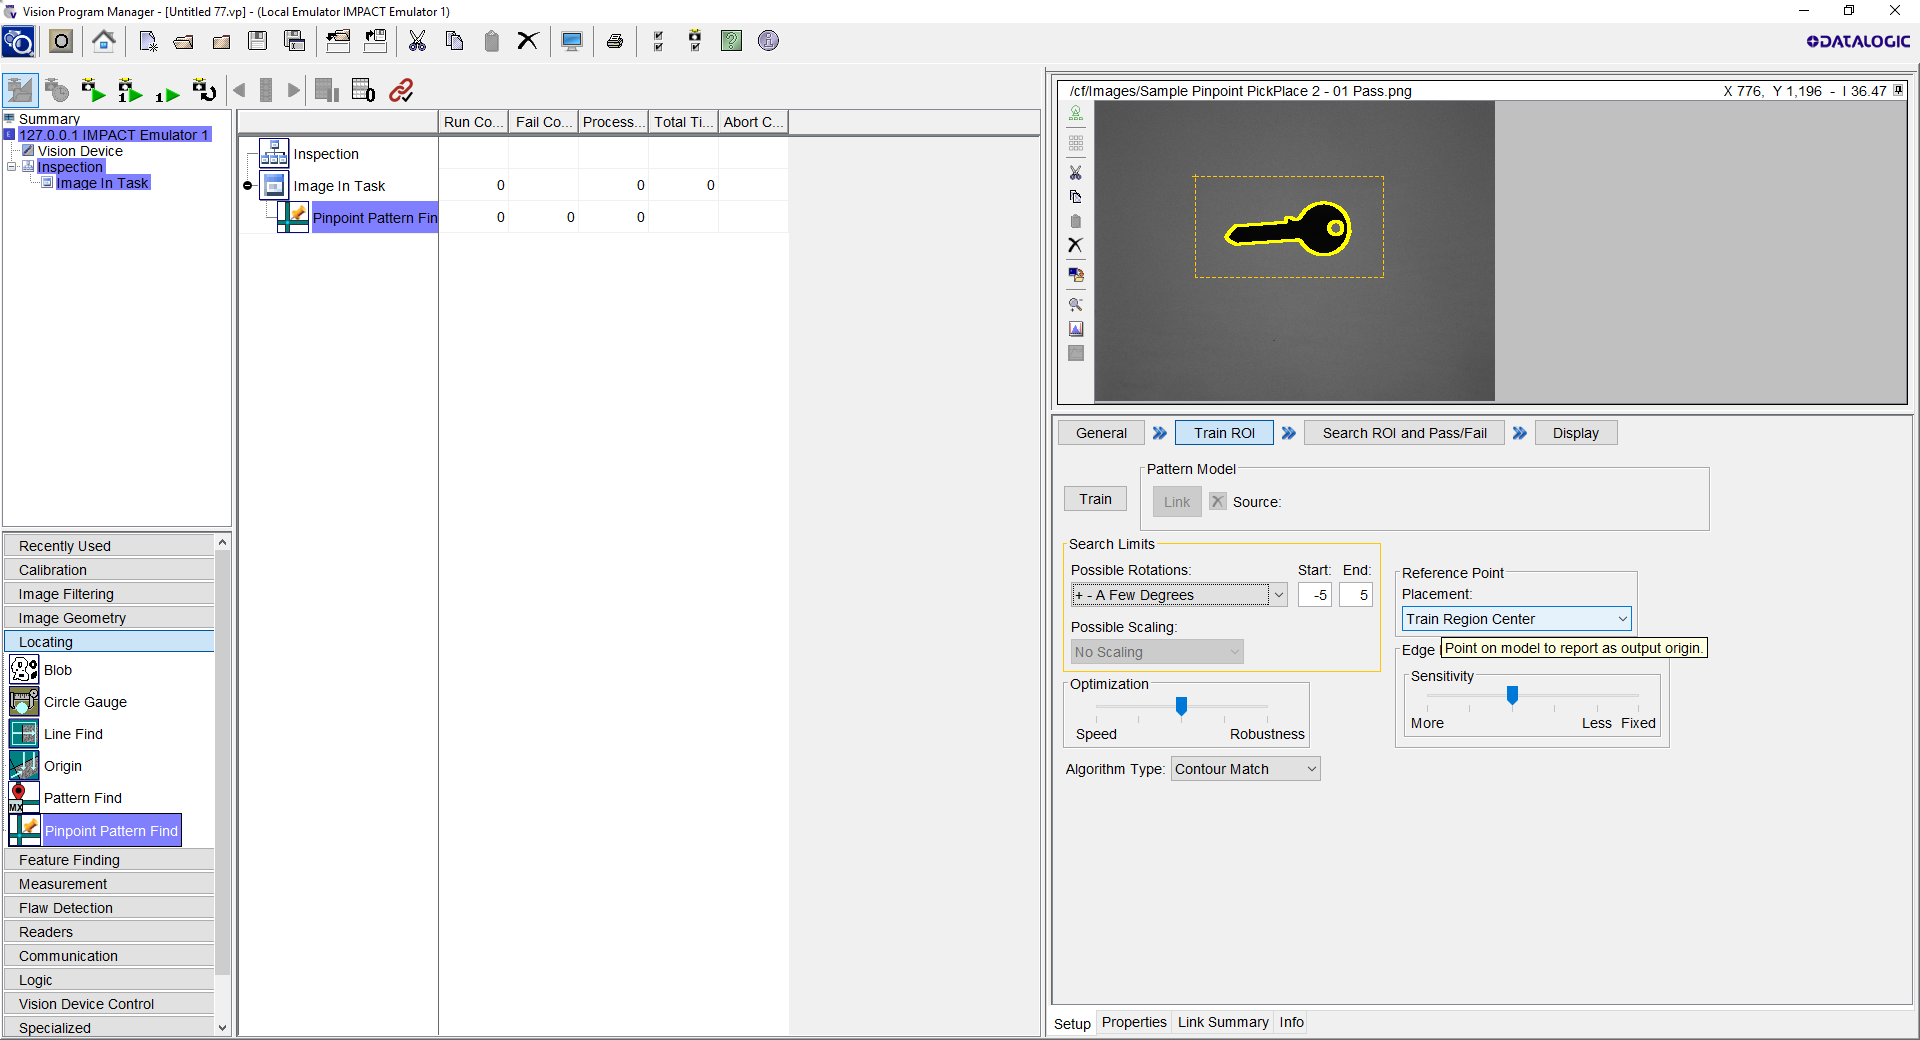 Vision Program Manager - [Untitled 77.vp] - (Local Emulator IMPACT Emulator 1)
DATALOGIC
Summary
127.0.0.1 IMPACT Emulator 1
Vision Device
Inspection
Image In Task
Recently Used
Calibration
Image Filtering
Image Geometry
Locating
Blob
Circle Gauge
Line Find
Origin
Pattern Find
Pinpoint Pattern Find
Feature Finding
Measurement
Flaw Detection
Readers
Communication
Logic
Vision Device Control
Specialized
Run Co... Fail Co... Process... Total Ti... Abort C...
Inspection
Image In Task 0 0 0
Pinpoint Pattern Fin 0 0 0
/cf/Images/Sample Pinpoint PickPlace 2 - 01 Pass.png X 776, Y 1,196 - I 36.47
General Train ROI Search ROI and Pass/Fail Display
Pattern Model
Train Link Source:
Search Limits
Possible Rotations: Start: End:
+ - A Few Degrees -5 5
Possible Scaling:
No Scaling
Reference Point
Placement:
Train Region Center
Point on model to report as output origin.
Edge
Sensitivity
More Less Fixed
Optimization
Speed Robustness
Algorithm Type: Contour Match
Setup Properties Link Summary Info